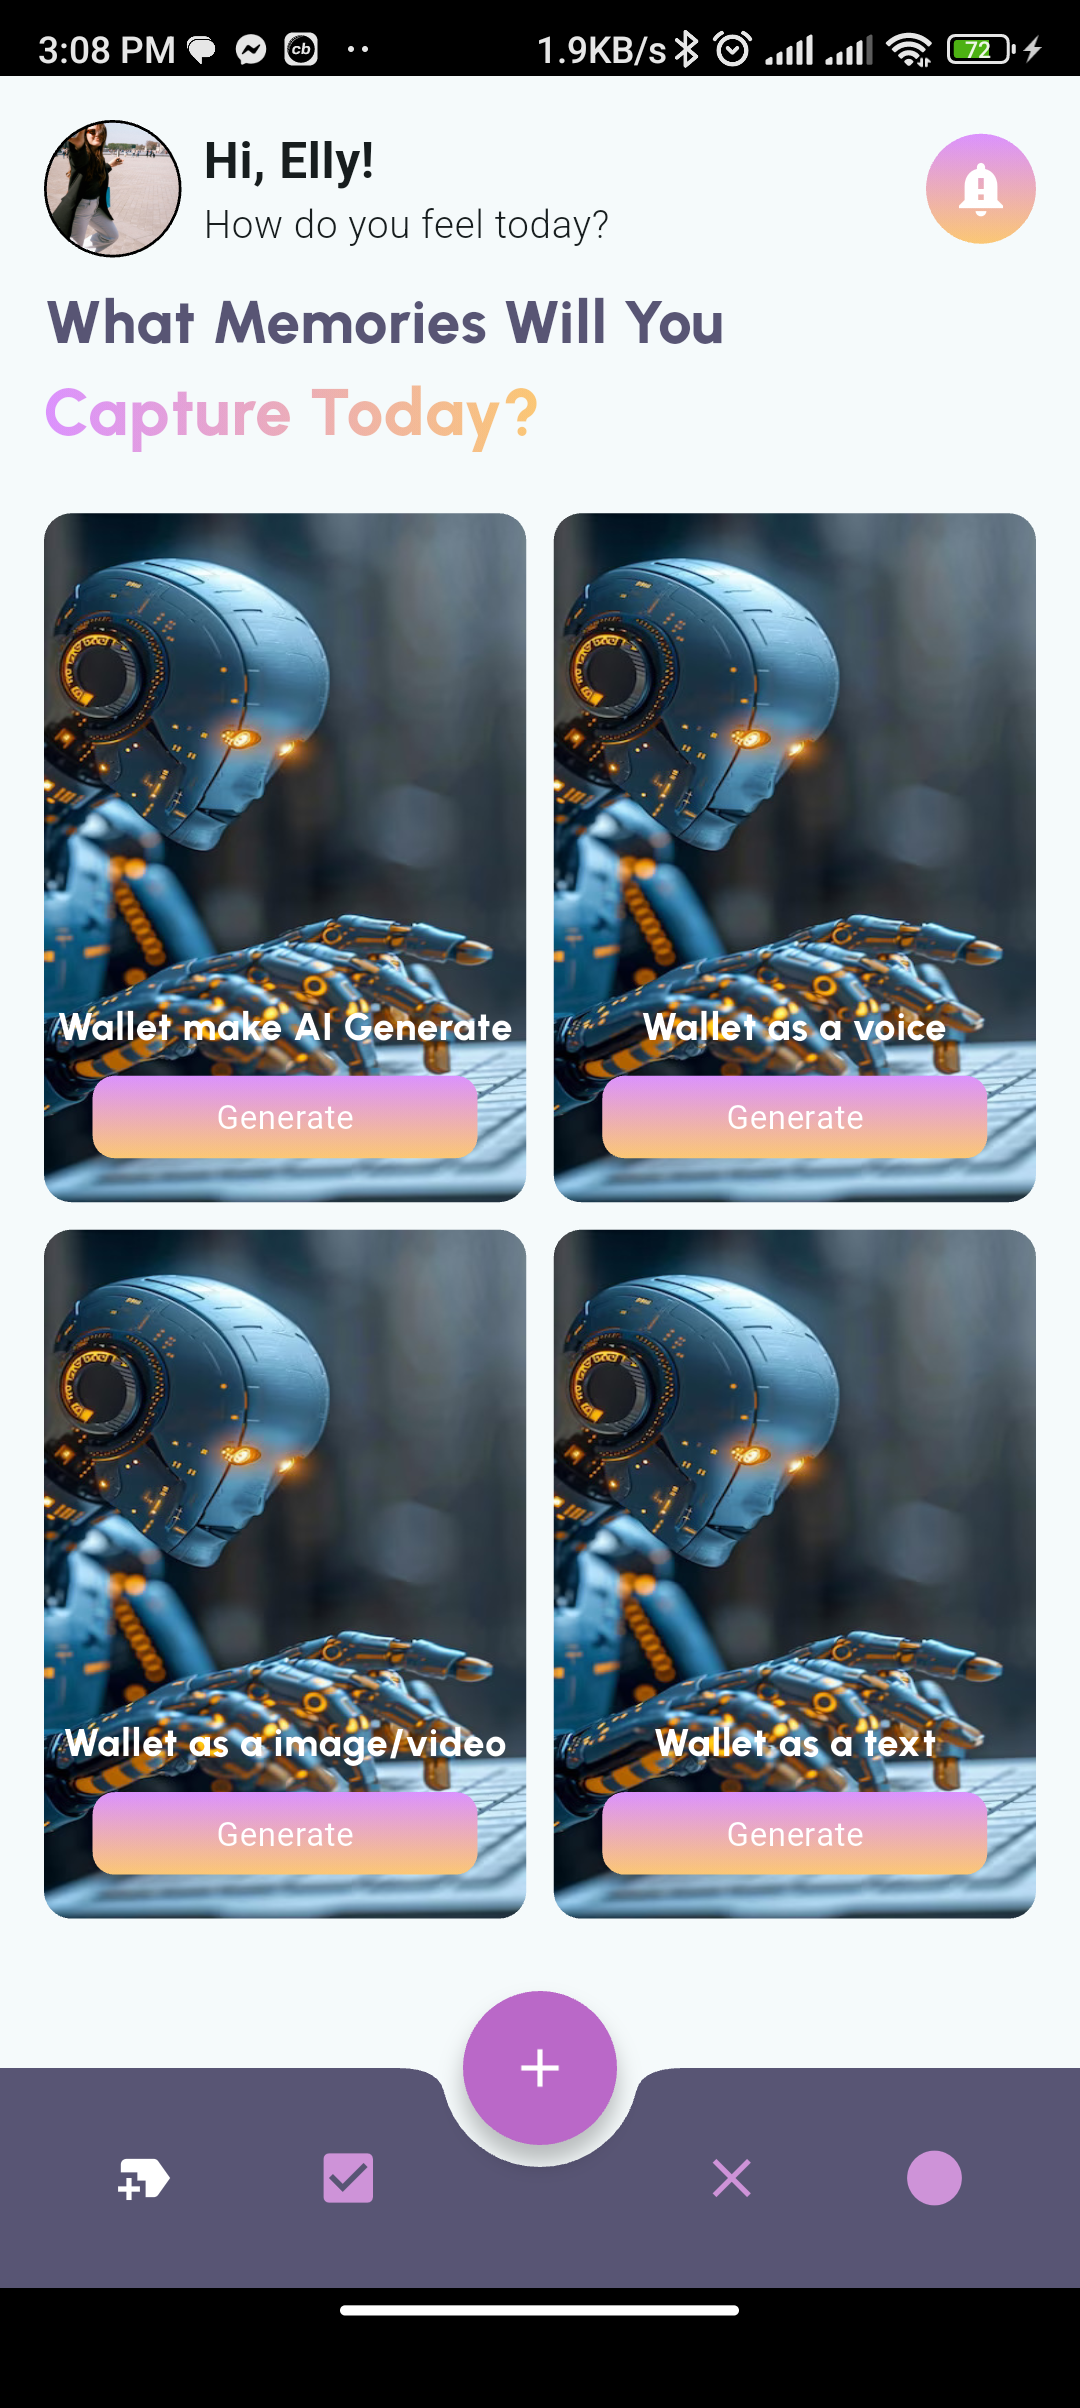 3:08 PM
1.9KB/s
72
Hi, Elly!
How do you feel today?
What Memories Will You
Capture Today?
Wallet make AI Generate
Generate
Wallet as a voice
Generate
Wallet as a image/video
Generate
Wallet as a text
Generate